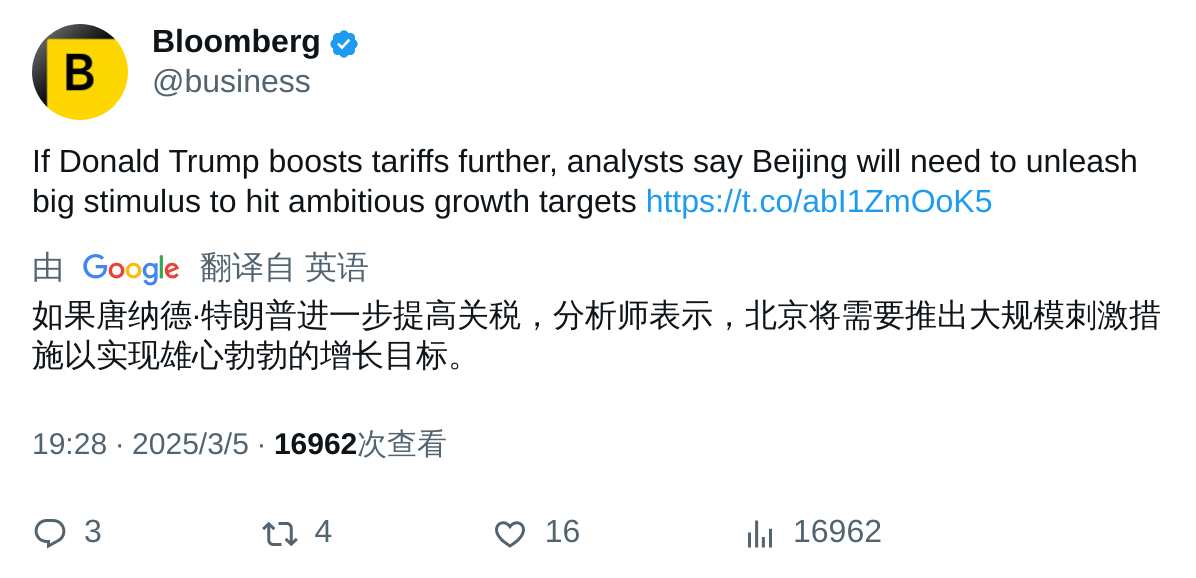 B
Bloomberg
@business
If Donald Trump boosts tariffs further, analysts say Beijing will need to unleash
big stimulus to hit ambitious growth targets https://t.co/abI1ZmOoK5
由 Google 翻译自 英语
如果唐纳德·特朗普进一步提高关税，分析师表示，北京将需要推出大规模刺激措
施以实现雄心勃勃的增长目标。
19:28 · 2025/3/5 · 16962次查看
3 4 16 16962